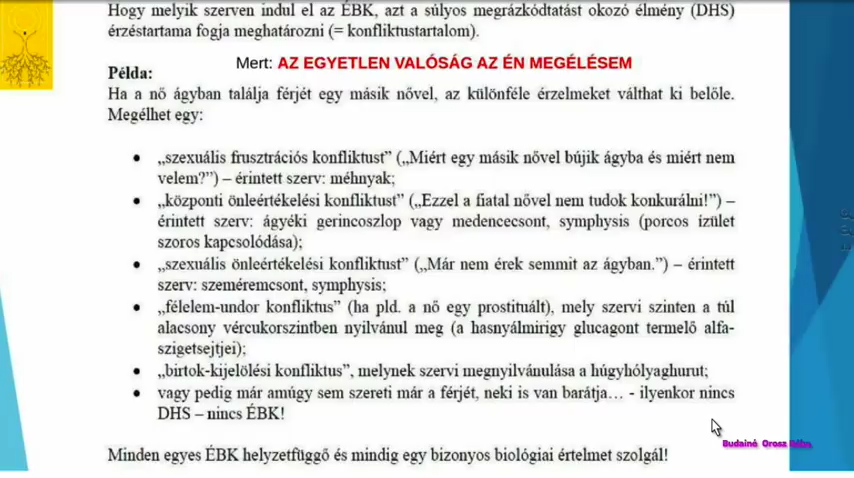 Hogy melyik szerven indul el az ÉBK, azt a súlyos megrázkódtatást okozó élmény (DHS)
érzéstartama fogja meghatározni (= konfliktustartalom).
Mert: AZ EGYETLEN VALÓSÁG AZ ÉN MEGÉLÉSEM
Példa:
Ha a nő ágyban találja férjét egy másik nővel, az különféle érzelmeket válthat ki belőle.
Megélhet egy:
• „szexuális frusztrációs konfliktust” („Miért egy másik nővel bújik ágyba és miért nem
velem?”) – érintett szerv: méhnyak;
• „központi önleértékelési konfliktust” („Ezzel a fiatal nővel nem tudok konkurálni!”) –
érintett szerv: ágyéki gerincoszlop vagy medencecsont, symphysis (porcos ízület
szoros kapcsolódása);
• „szexuális önleértékelési konfliktust” („Már nem érek semmit az ágyban.”) – érintett
szerv: szeméremcsont, symphysis;
• „félelem-undor konfliktus” (ha pld. a nő egy prostituált), mely szervi szinten a túl
alacsony vércukorszintben nyilvánul meg (a hasnyálmirigy glucagont termelő alfa-
szigetsejtjei);
• „birtok-kijelölési konfliktus”, melynek szervi megnyilvánulása a húgyhólyaghurut;
• vagy pedig már amúgy sem szereti már a férjét, neki is van barátja… - ilyenkor nincs
DHS – nincs ÉBK!
Budainé Orosz
Minden egyes ÉBK helyzetfüggő és mindig egy bizonyos biológiai értelmet szolgál!